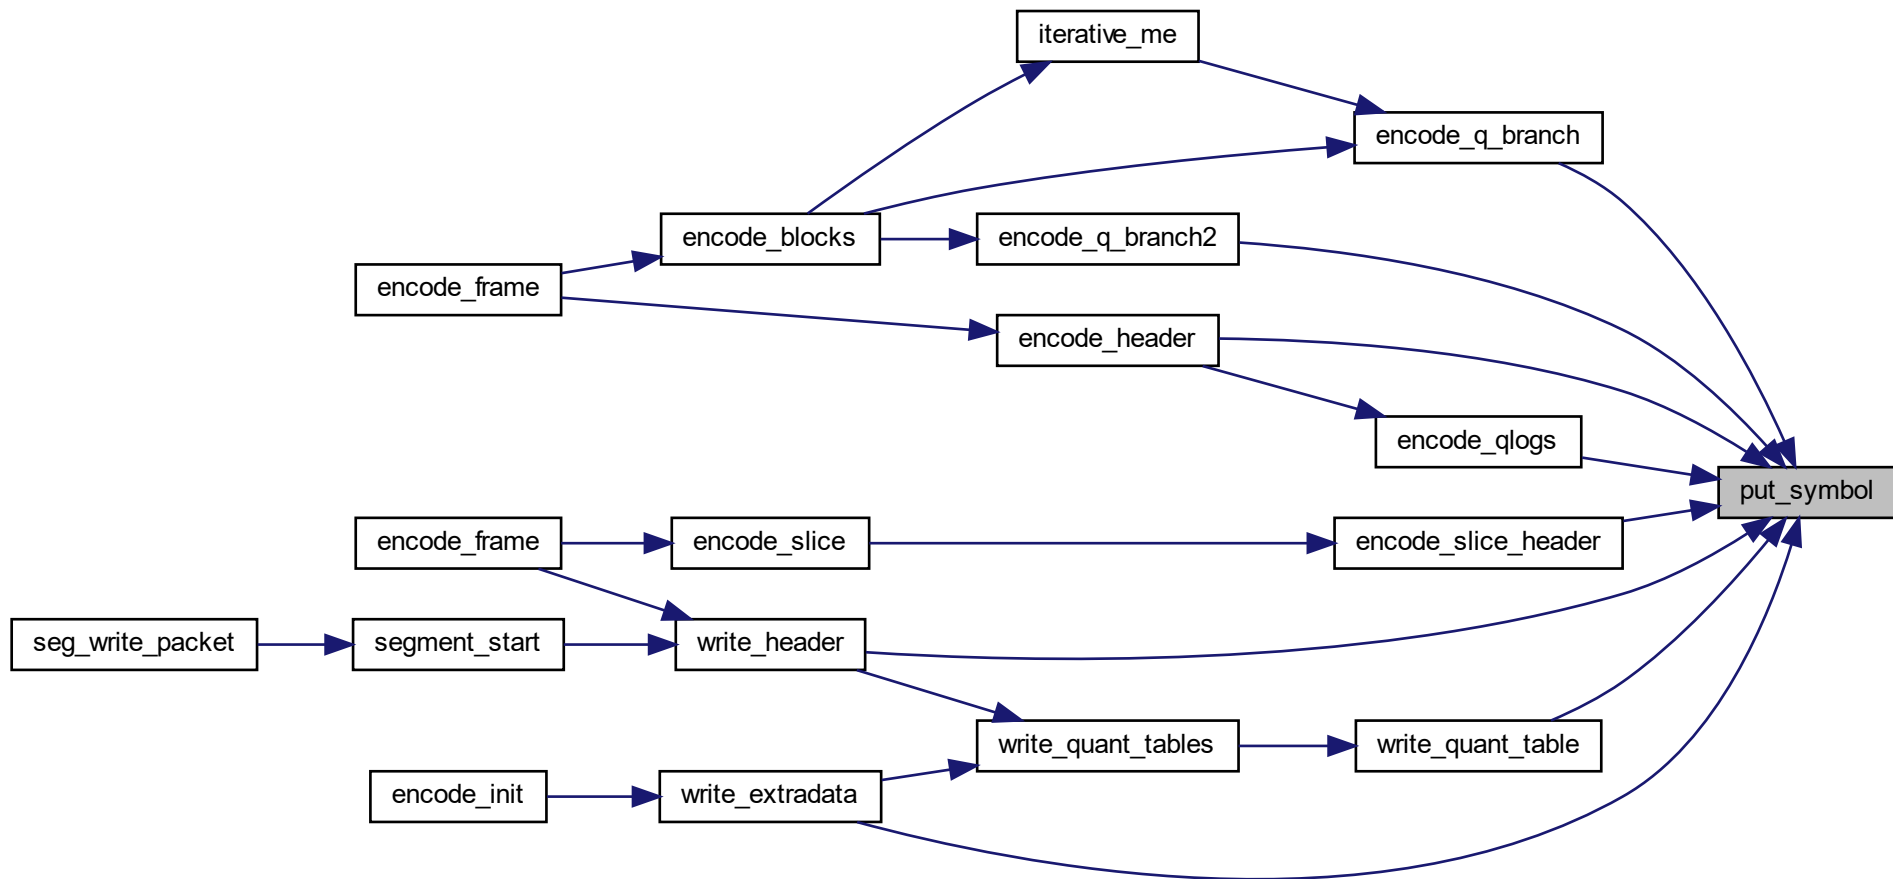 iterative_me
encode_q_branch
encode_blocks
encode_q_branch2
encode_frame
encode_header
encode_qlogs
put_symbol
encode_frame
encode_slice
encode_slice_header
seg_write_packet
segment_start
write_header
write_quant_tables
write_quant_table
encode_init
write_extradata